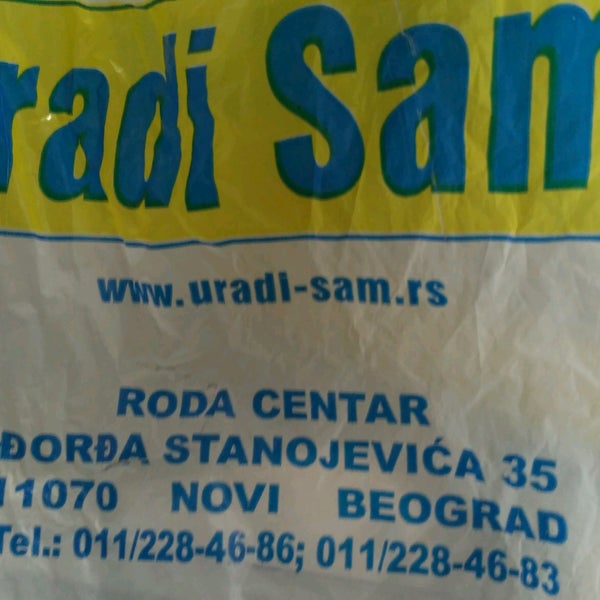 uradi Sam
www.uradi-sam.rs
RODA CENTAR
ĐORĐA STANOJEVIĆA 35
11070 NOVI BEOGRAD
Tel.: 011/228-46-86; 011/228-46-83